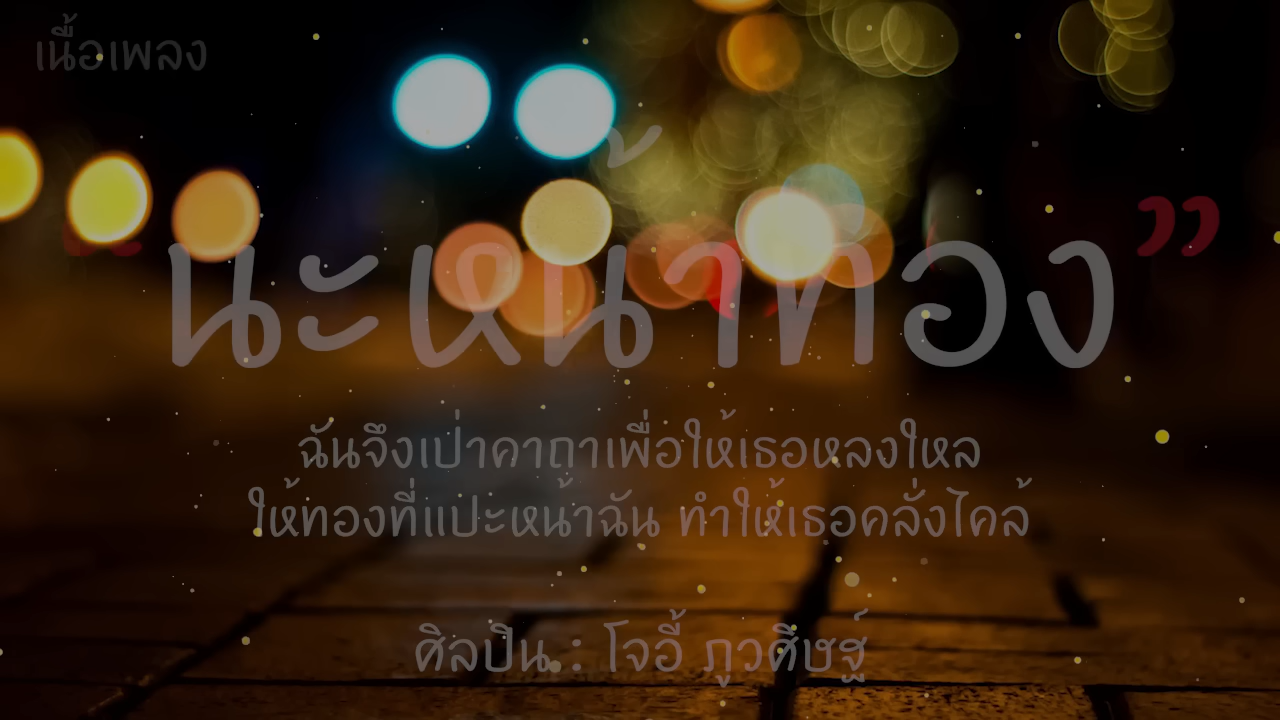 เนื้อเพลง
“ นะหน้าทอง ”
ฉันจึงเป่าคาถาเพื่อให้เธอหลงใหล
ให้ทองที่แปะหน้าฉัน ทำให้เธอคลั่งไคล้
ศิลปิน : โจอี้ ภูวศิษฐ์